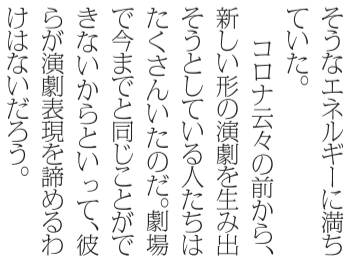 そうなエネルギーに満ち
ていた。
　コロナ云々の前から、
新しい形の演劇を生み出
そうとしている人たちは
たくさんいたのだ。劇場
で今までと同じことがで
きないからといって、彼
らが演劇表現を諦めるわ
けはないだろう。